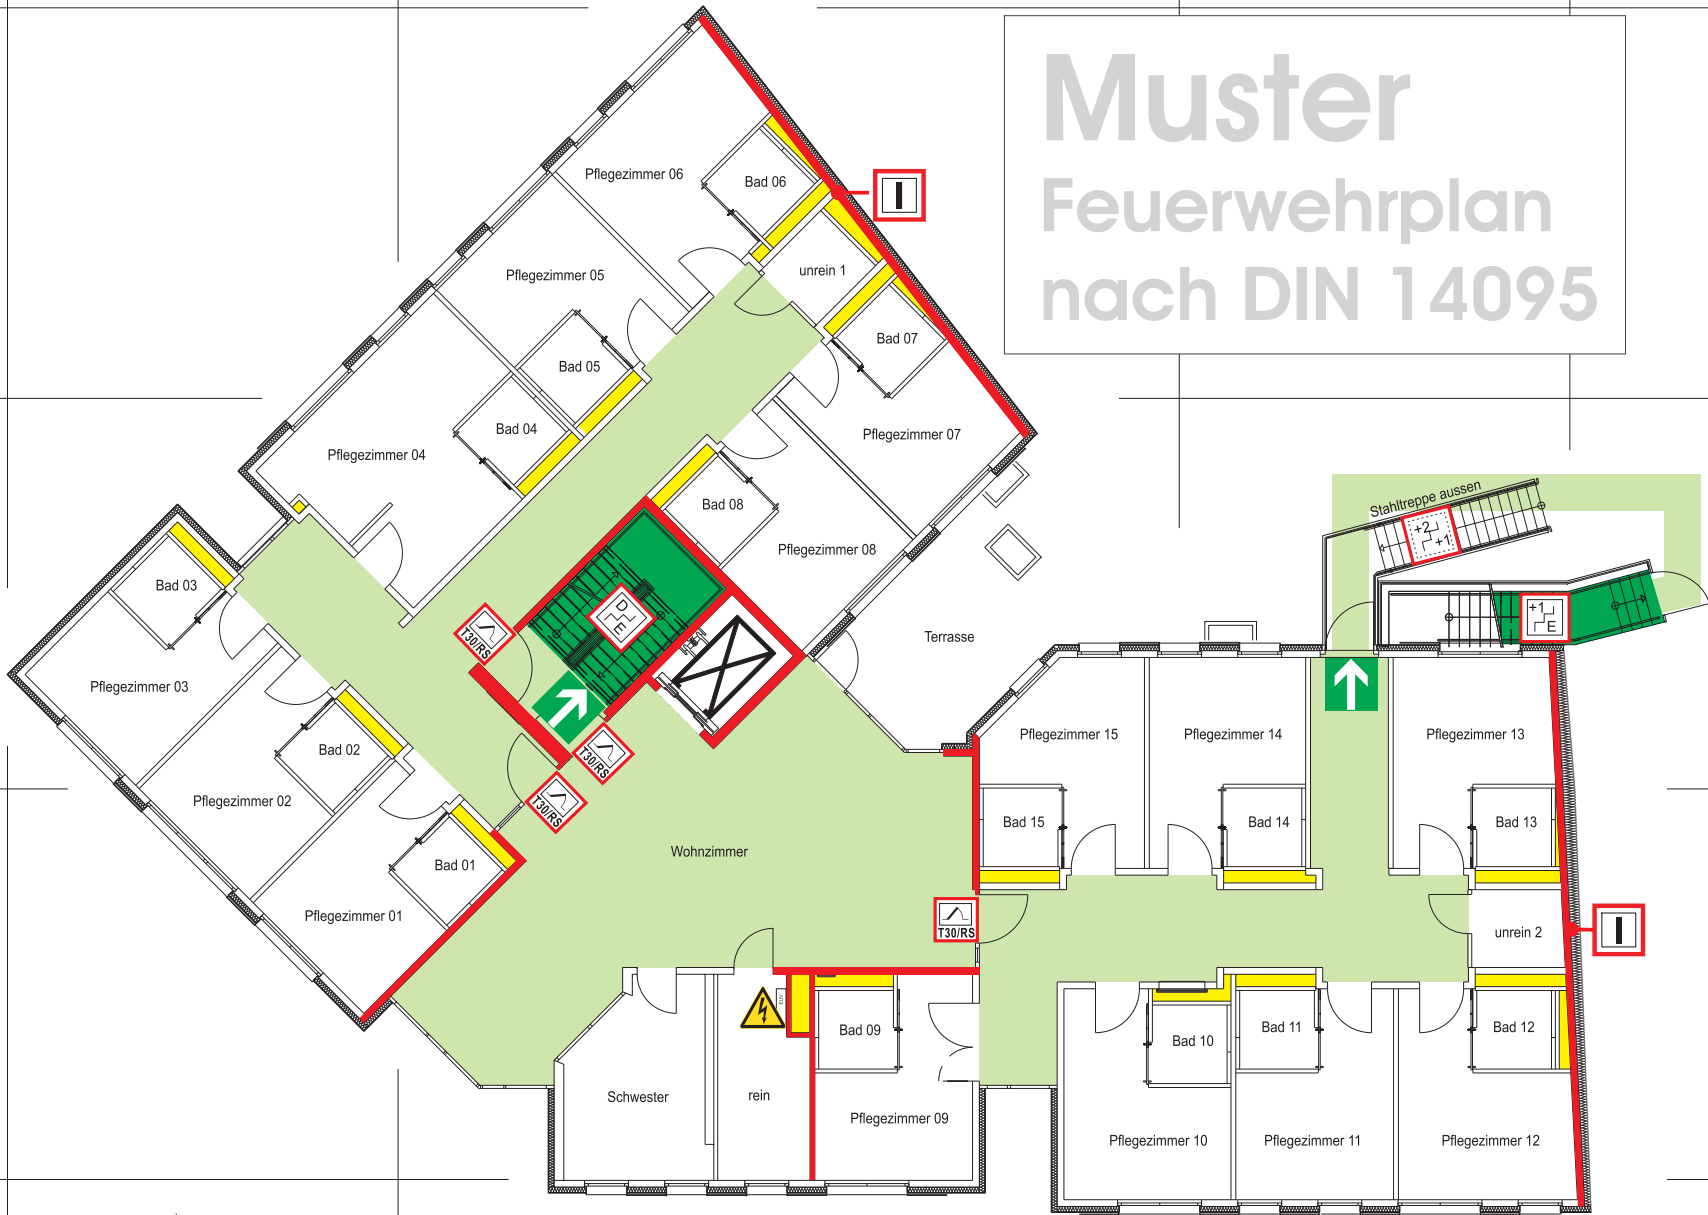 Muster
Feuerwehrplan
nach DIN 14095
Pflegezimmer 06
Bad 06
unrein 1
Pflegezimmer 05
Bad 05
Bad 07
Pflegezimmer 07
Pflegezimmer 04
Bad 04
Bad 08
Pflegezimmer 08
Stahltreppe aussen
+2
+1
Bad 03
D
E
+1
E
T30/RS
Terrasse
Pflegezimmer 03
Bad 02
T30/RS
Pflegezimmer 15
Pflegezimmer 14
Pflegezimmer 13
Pflegezimmer 02
T30/RS
Bad 15
Bad 14
Bad 13
Wohnzimmer
Bad 01
Pflegezimmer 01
T30/RS
unrein 2
EUV
Bad 09
Bad 10
Bad 11
Bad 12
Schwester
rein
Pflegezimmer 09
Pflegezimmer 10
Pflegezimmer 11
Pflegezimmer 12